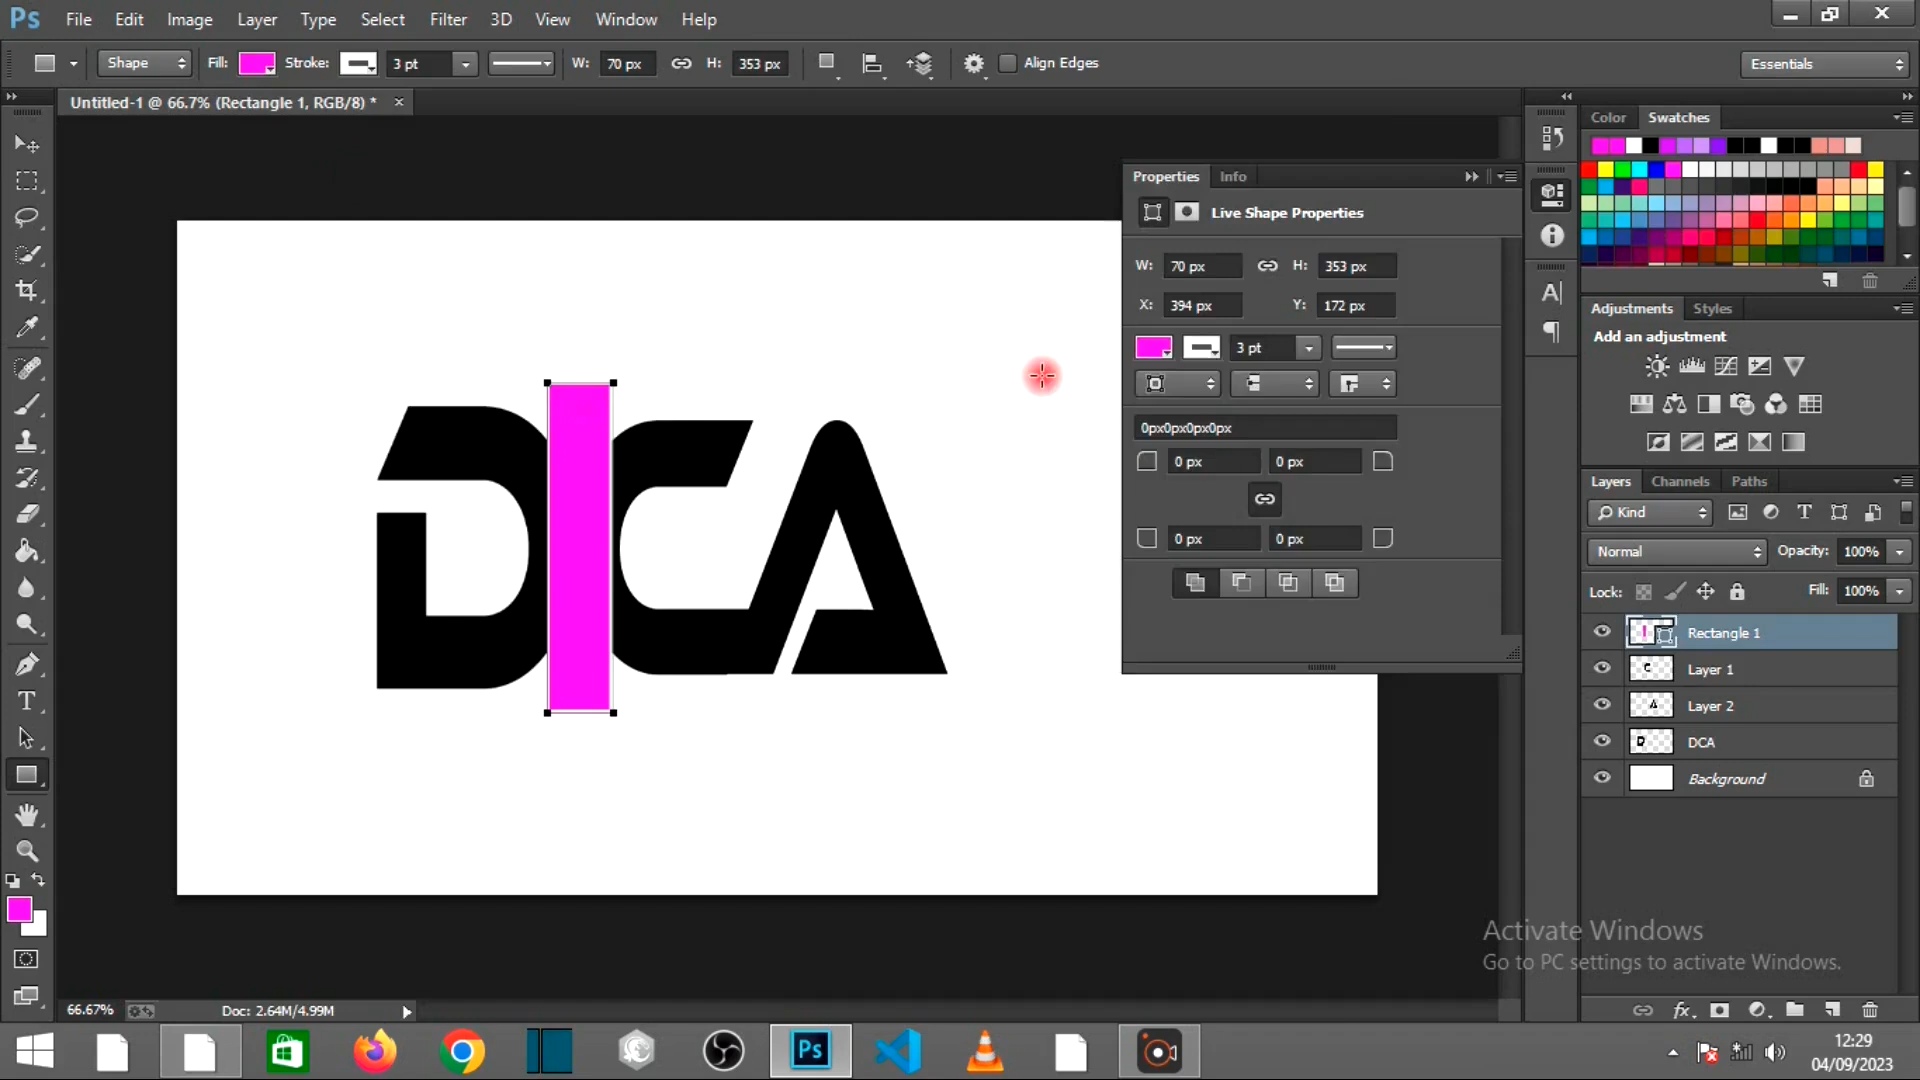 Ps File Edit Image Layer Type Select Filter 3D View Window Help
Shape Fill: Stroke: 3 pt W: 70 px H: 353 px Align Edges Essentials
Untitled-1 @ 66.7% (Rectangle 1, RGB/8) * ×
Color Swatches
Properties Info
Live Shape Properties
W: 70 px H: 353 px
X: 394 px Y: 172 px
3 pt
0px0px0px0px
0 px 0 px
0 px 0 px
DCA
Adjustments Styles
Add an adjustment
Layers Channels Paths
Kind
Normal Opacity: 100%
Lock: Fill: 100%
Rectangle 1
Layer 1
Layer 2
DCA
Background
Activate Windows
Go to PC settings to activate Windows.
66.67% Doc: 2.64M/4.99M
Ps
12:29
04/09/2023